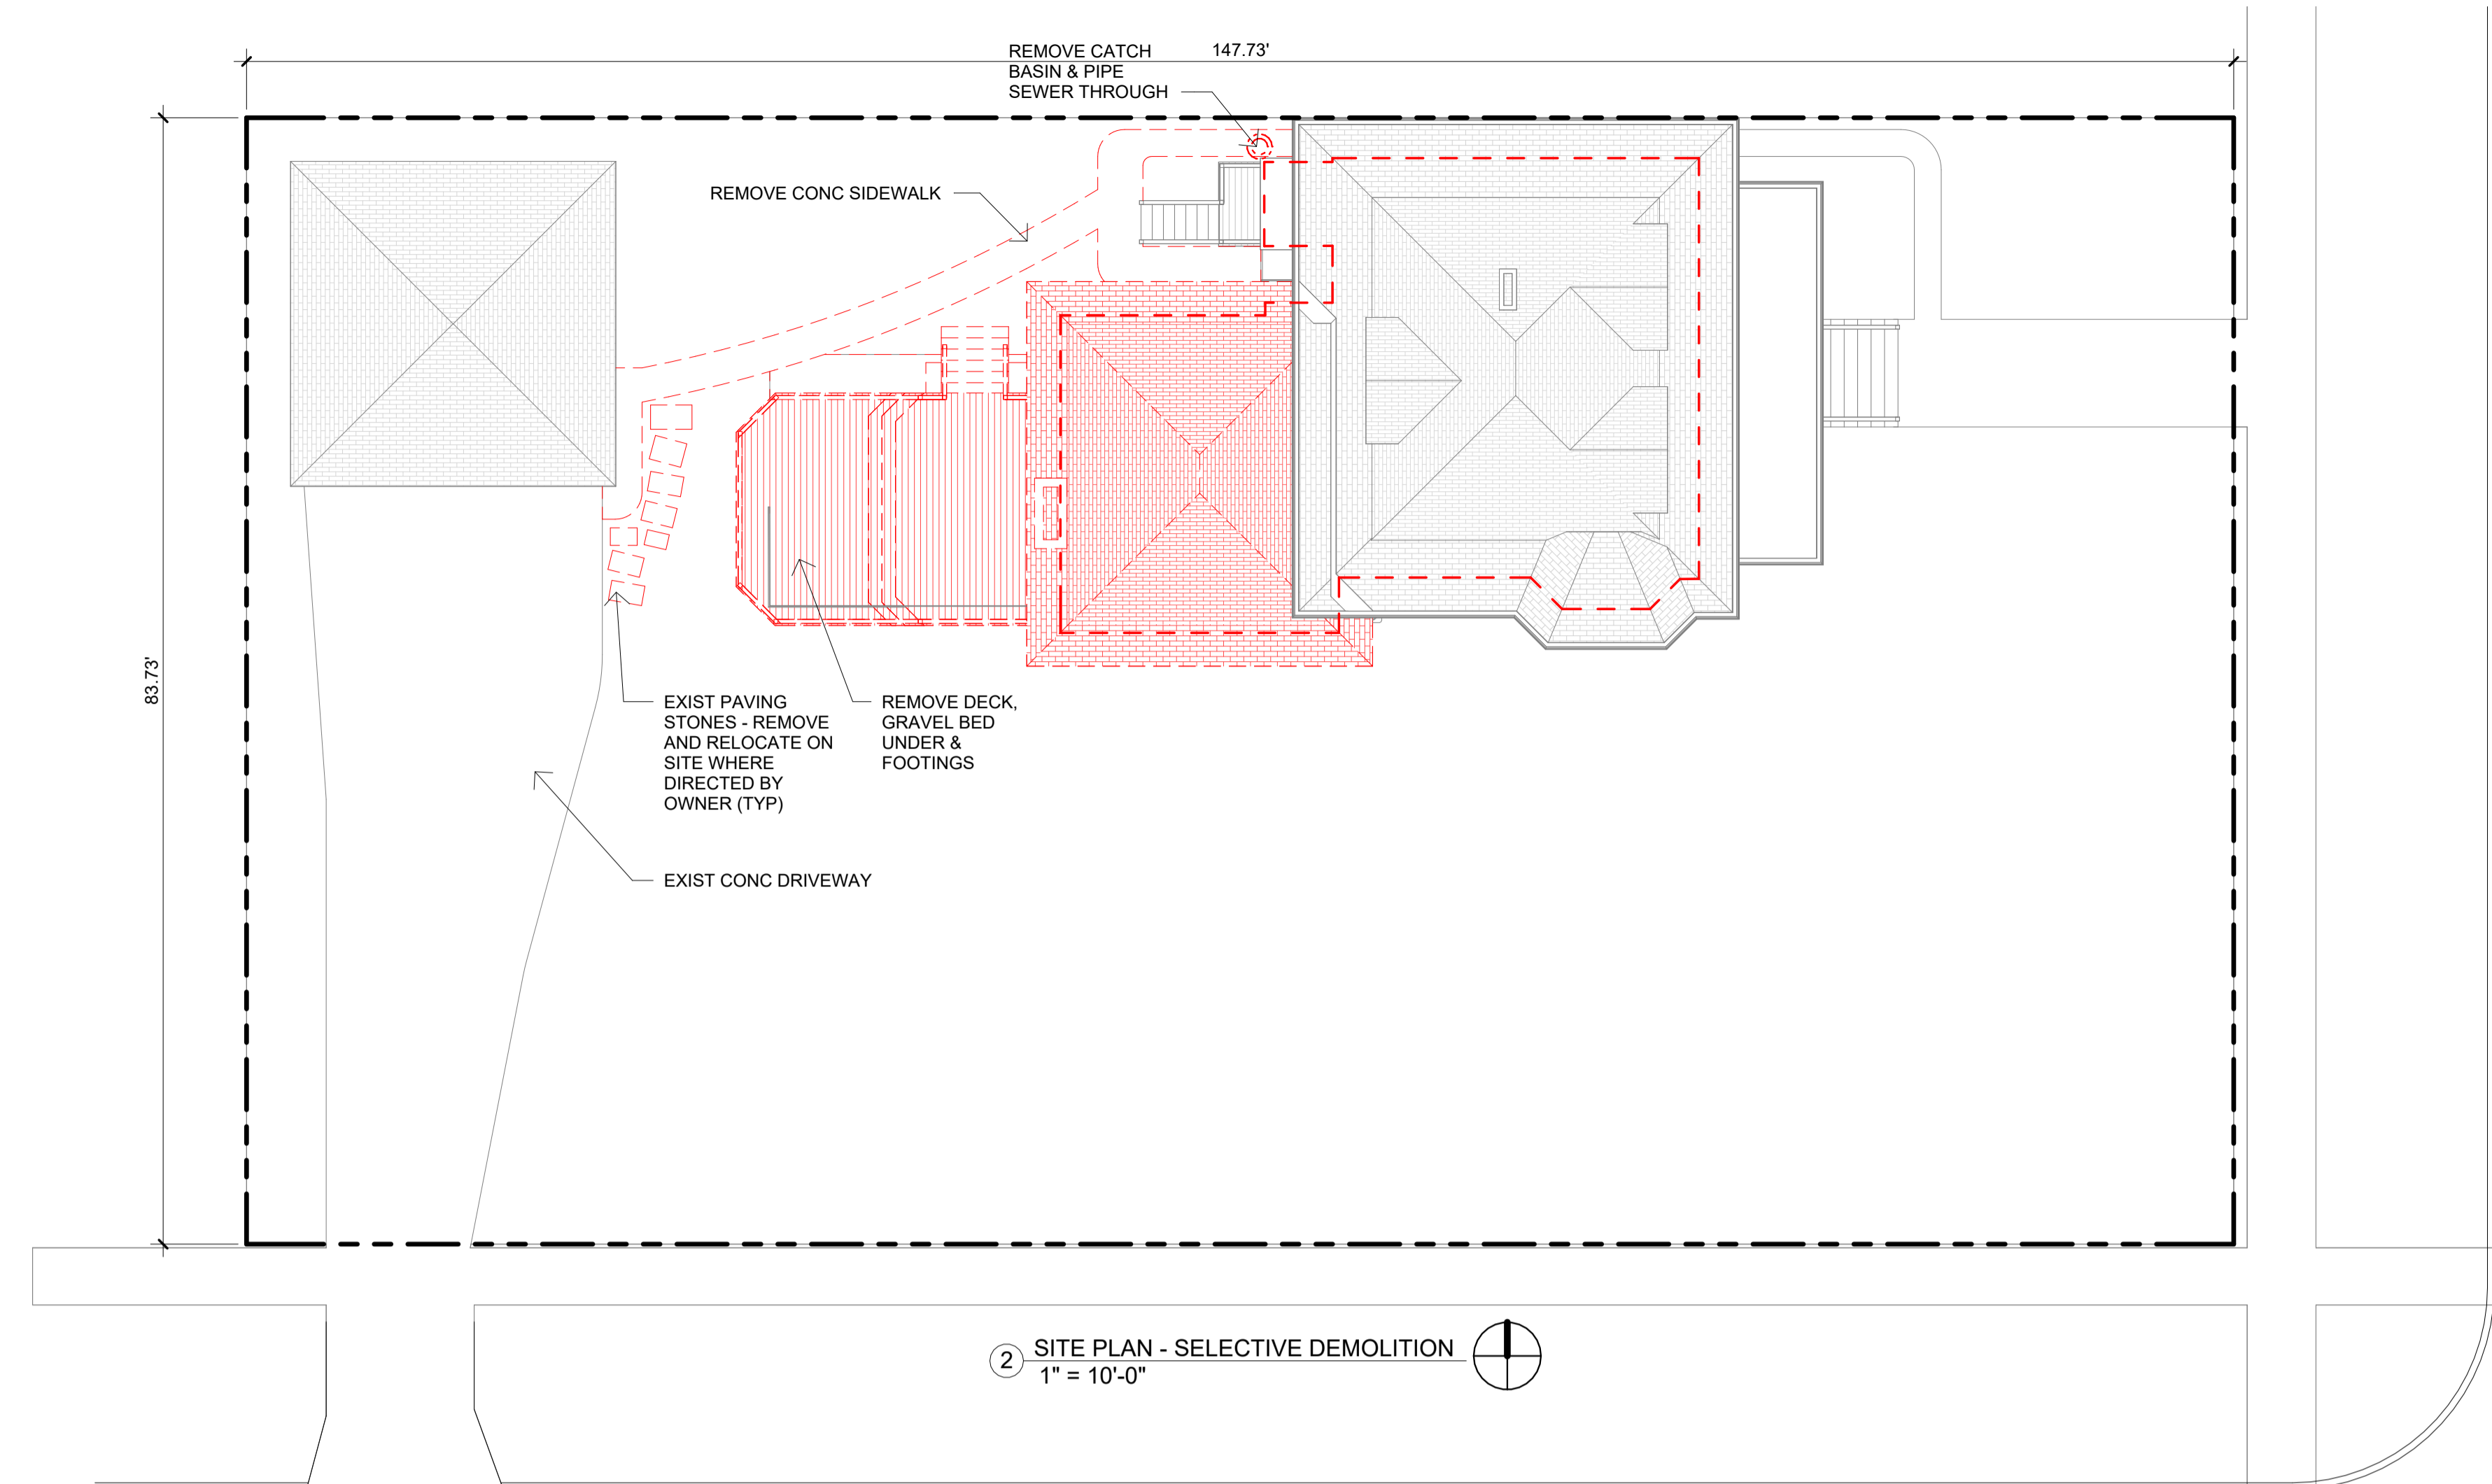 REMOVE CATCH
BASIN & PIPE
SEWER THROUGH
147.73'
REMOVE CONC SIDEWALK
83.73'
EXIST PAVING
STONES - REMOVE
AND RELOCATE ON
SITE WHERE
DIRECTED BY
OWNER (TYP)
REMOVE DECK,
GRAVEL BED
UNDER &
FOOTINGS
EXIST CONC DRIVEWAY
2
SITE PLAN - SELECTIVE DEMOLITION
1" = 10'-0"